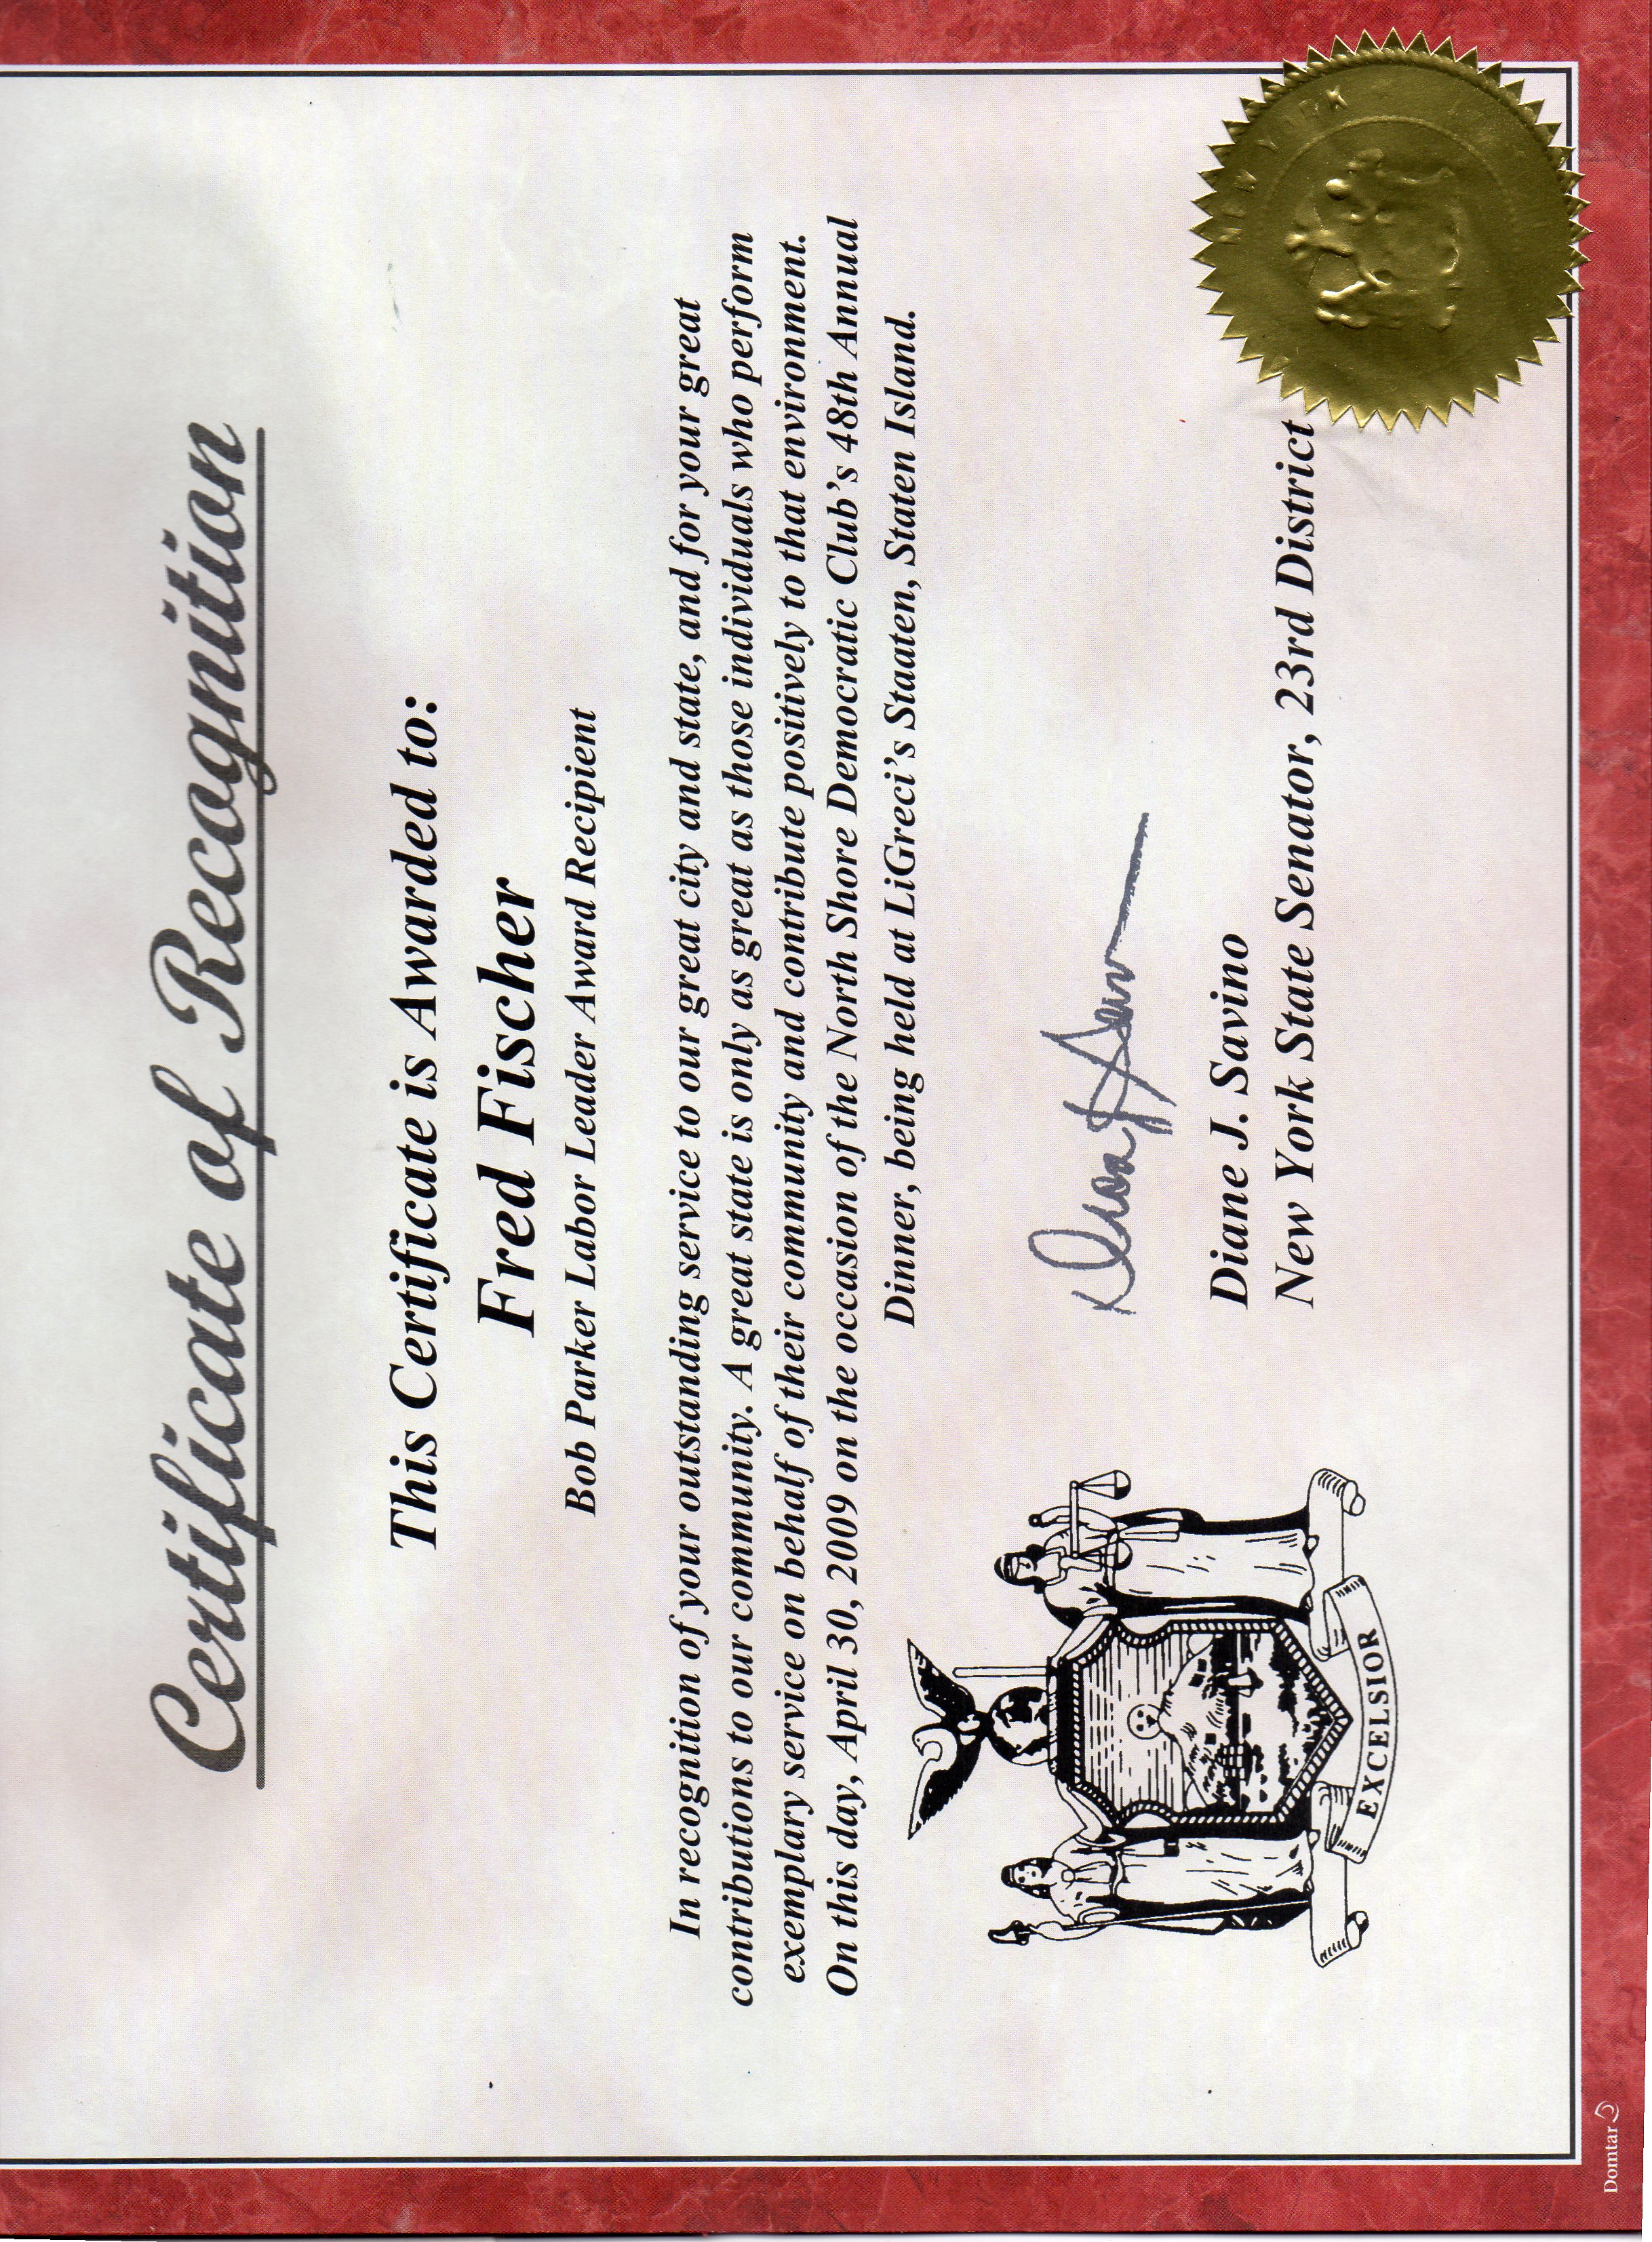 Certificate of Recognition
This Certificate is Awarded to:
Fred Fischer
Bob Parker Labor Leader Award Recipient
In recognition of your outstanding service to our great city and state, and for your great
contributions to our community. A great state is only as great as those individuals who perform
exemplary service on behalf of their community and contribute positively to that environment.
On this day, April 30, 2009 on the occasion of the North Shore Democratic Club’s 48th Annual
Dinner, being held at LiGreci’s Staaten, Staten Island.
EXCELSIOR
Diane J. Savino
Diane J. Savino
New York State Senator, 23rd District
NEW YORK
Domtar